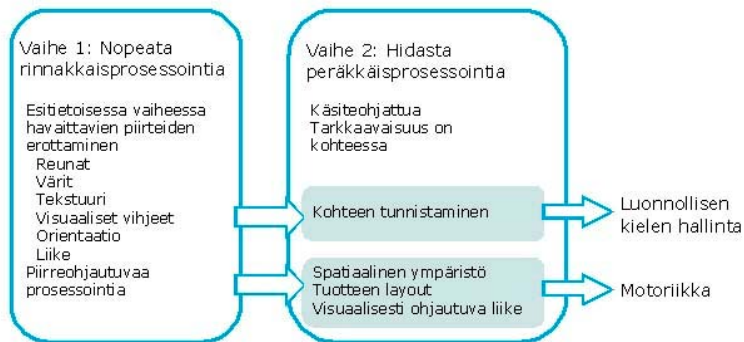 Vaihe 1: Nopeata
rinnakkaisprosessointia
Esitietoisessa vaiheessa
havaittavien piirteiden
erottaminen
Reunat
Värit
Tekstuuri
Visuaaliset vihjeet
Orientaatio
Liike
Piirreohjautuvaa
prosessointia
Vaihe 2: Hidasta
peräkkäisprosessointia
Käsiteohjattua
Tarkkaavaisuus on
kohteessa
Kohteen tunnistaminen
Spatiaalinen ympäristö
Tuotteen layout
Visuaalisesti ohjautuva liike
Luonnollisen
kielen hallinta
Motoriikka